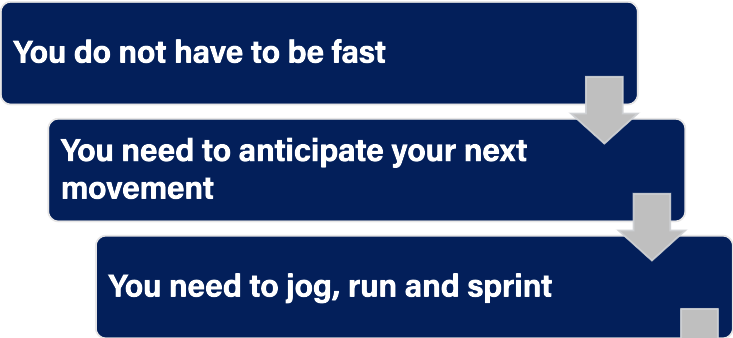 You do not have to be fast
You need to anticipate your next
movement
You need to jog, run and sprint